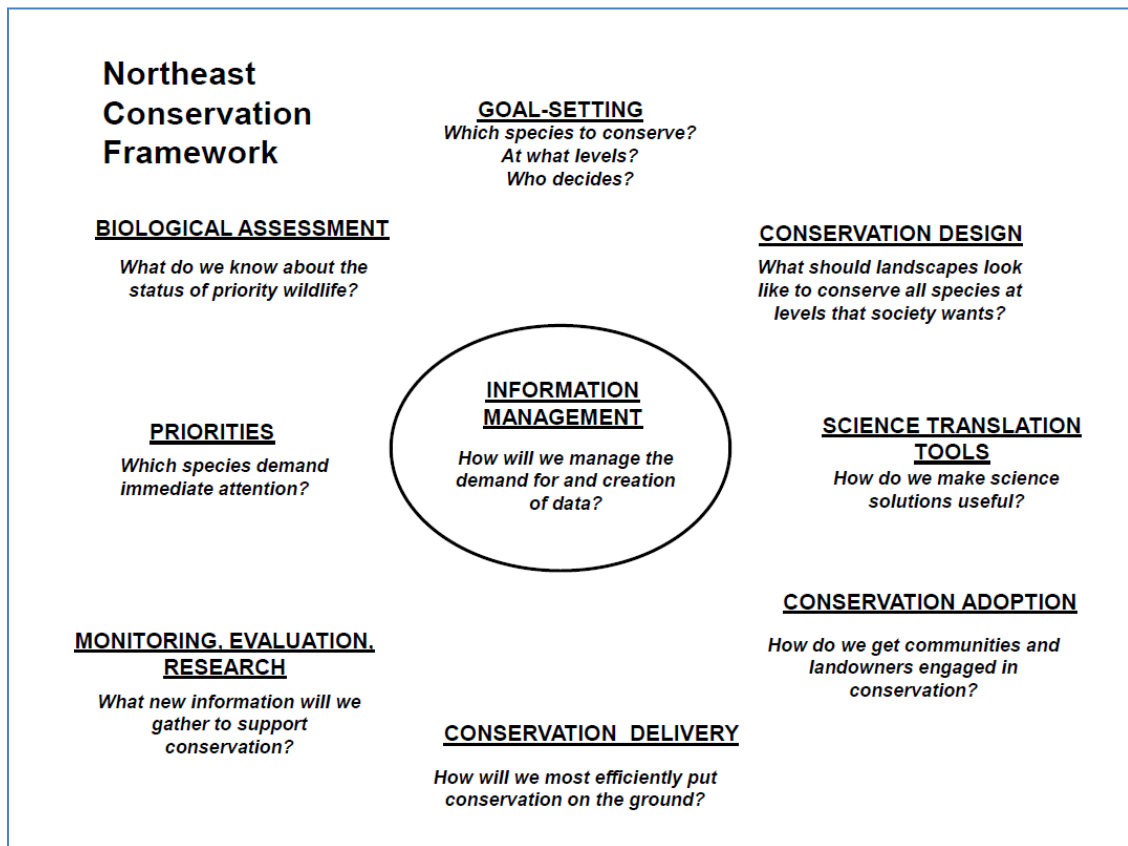 Northeast
Conservation
Framework
GOAL-SETTING
Which species to conserve?
At what levels?
Who decides?
BIOLOGICAL ASSESSMENT
What do we know about the
status of priority wildlife?
CONSERVATION DESIGN
What should landscapes look
like to conserve all species at
levels that society wants?
INFORMATION
MANAGEMENT
How will we manage the
demand for and creation
of data?
PRIORITIES
Which species demand
immediate attention?
SCIENCE TRANSLATION
TOOLS
How do we make science
solutions useful?
CONSERVATION ADOPTION
How do we get communities and
landowners engaged in
conservation?
MONITORING, EVALUATION,
RESEARCH
What new information will we
gather to support
conservation?
CONSERVATION DELIVERY
How will we most efficiently put
conservation on the ground?